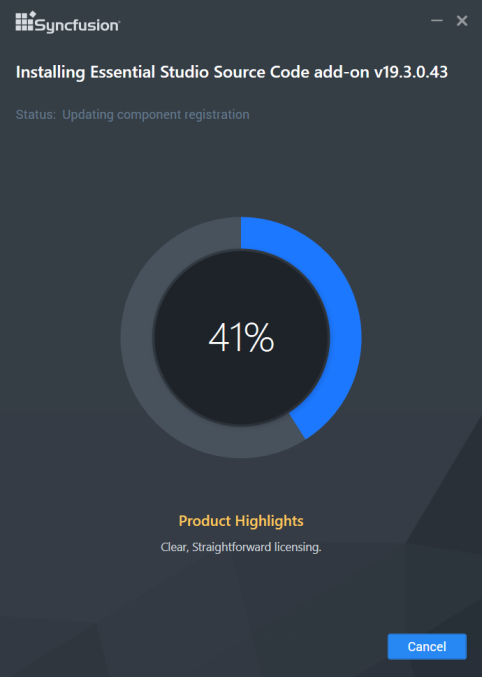 Syncfusion
Installing Essential Studio Source Code add-on v19.3.0.43
Status: Updating component registration
41%
Product Highlights
Clear, Straightforward licensing.
Cancel